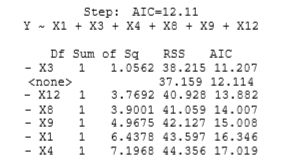 Step: AIC=12.11
Y ~ X1 + X3 + X4 + X8 + X9 + X12
Df Sum of Sq RSS AIC
- X3 1 1.0562 38.215 11.207
<none> 37.159 12.114
- X12 1 3.7692 40.928 13.882
- X8 1 3.9001 41.059 14.007
- X9 1 4.9675 42.127 15.008
- X1 1 6.4378 43.597 16.346
- X4 1 7.1968 44.356 17.019